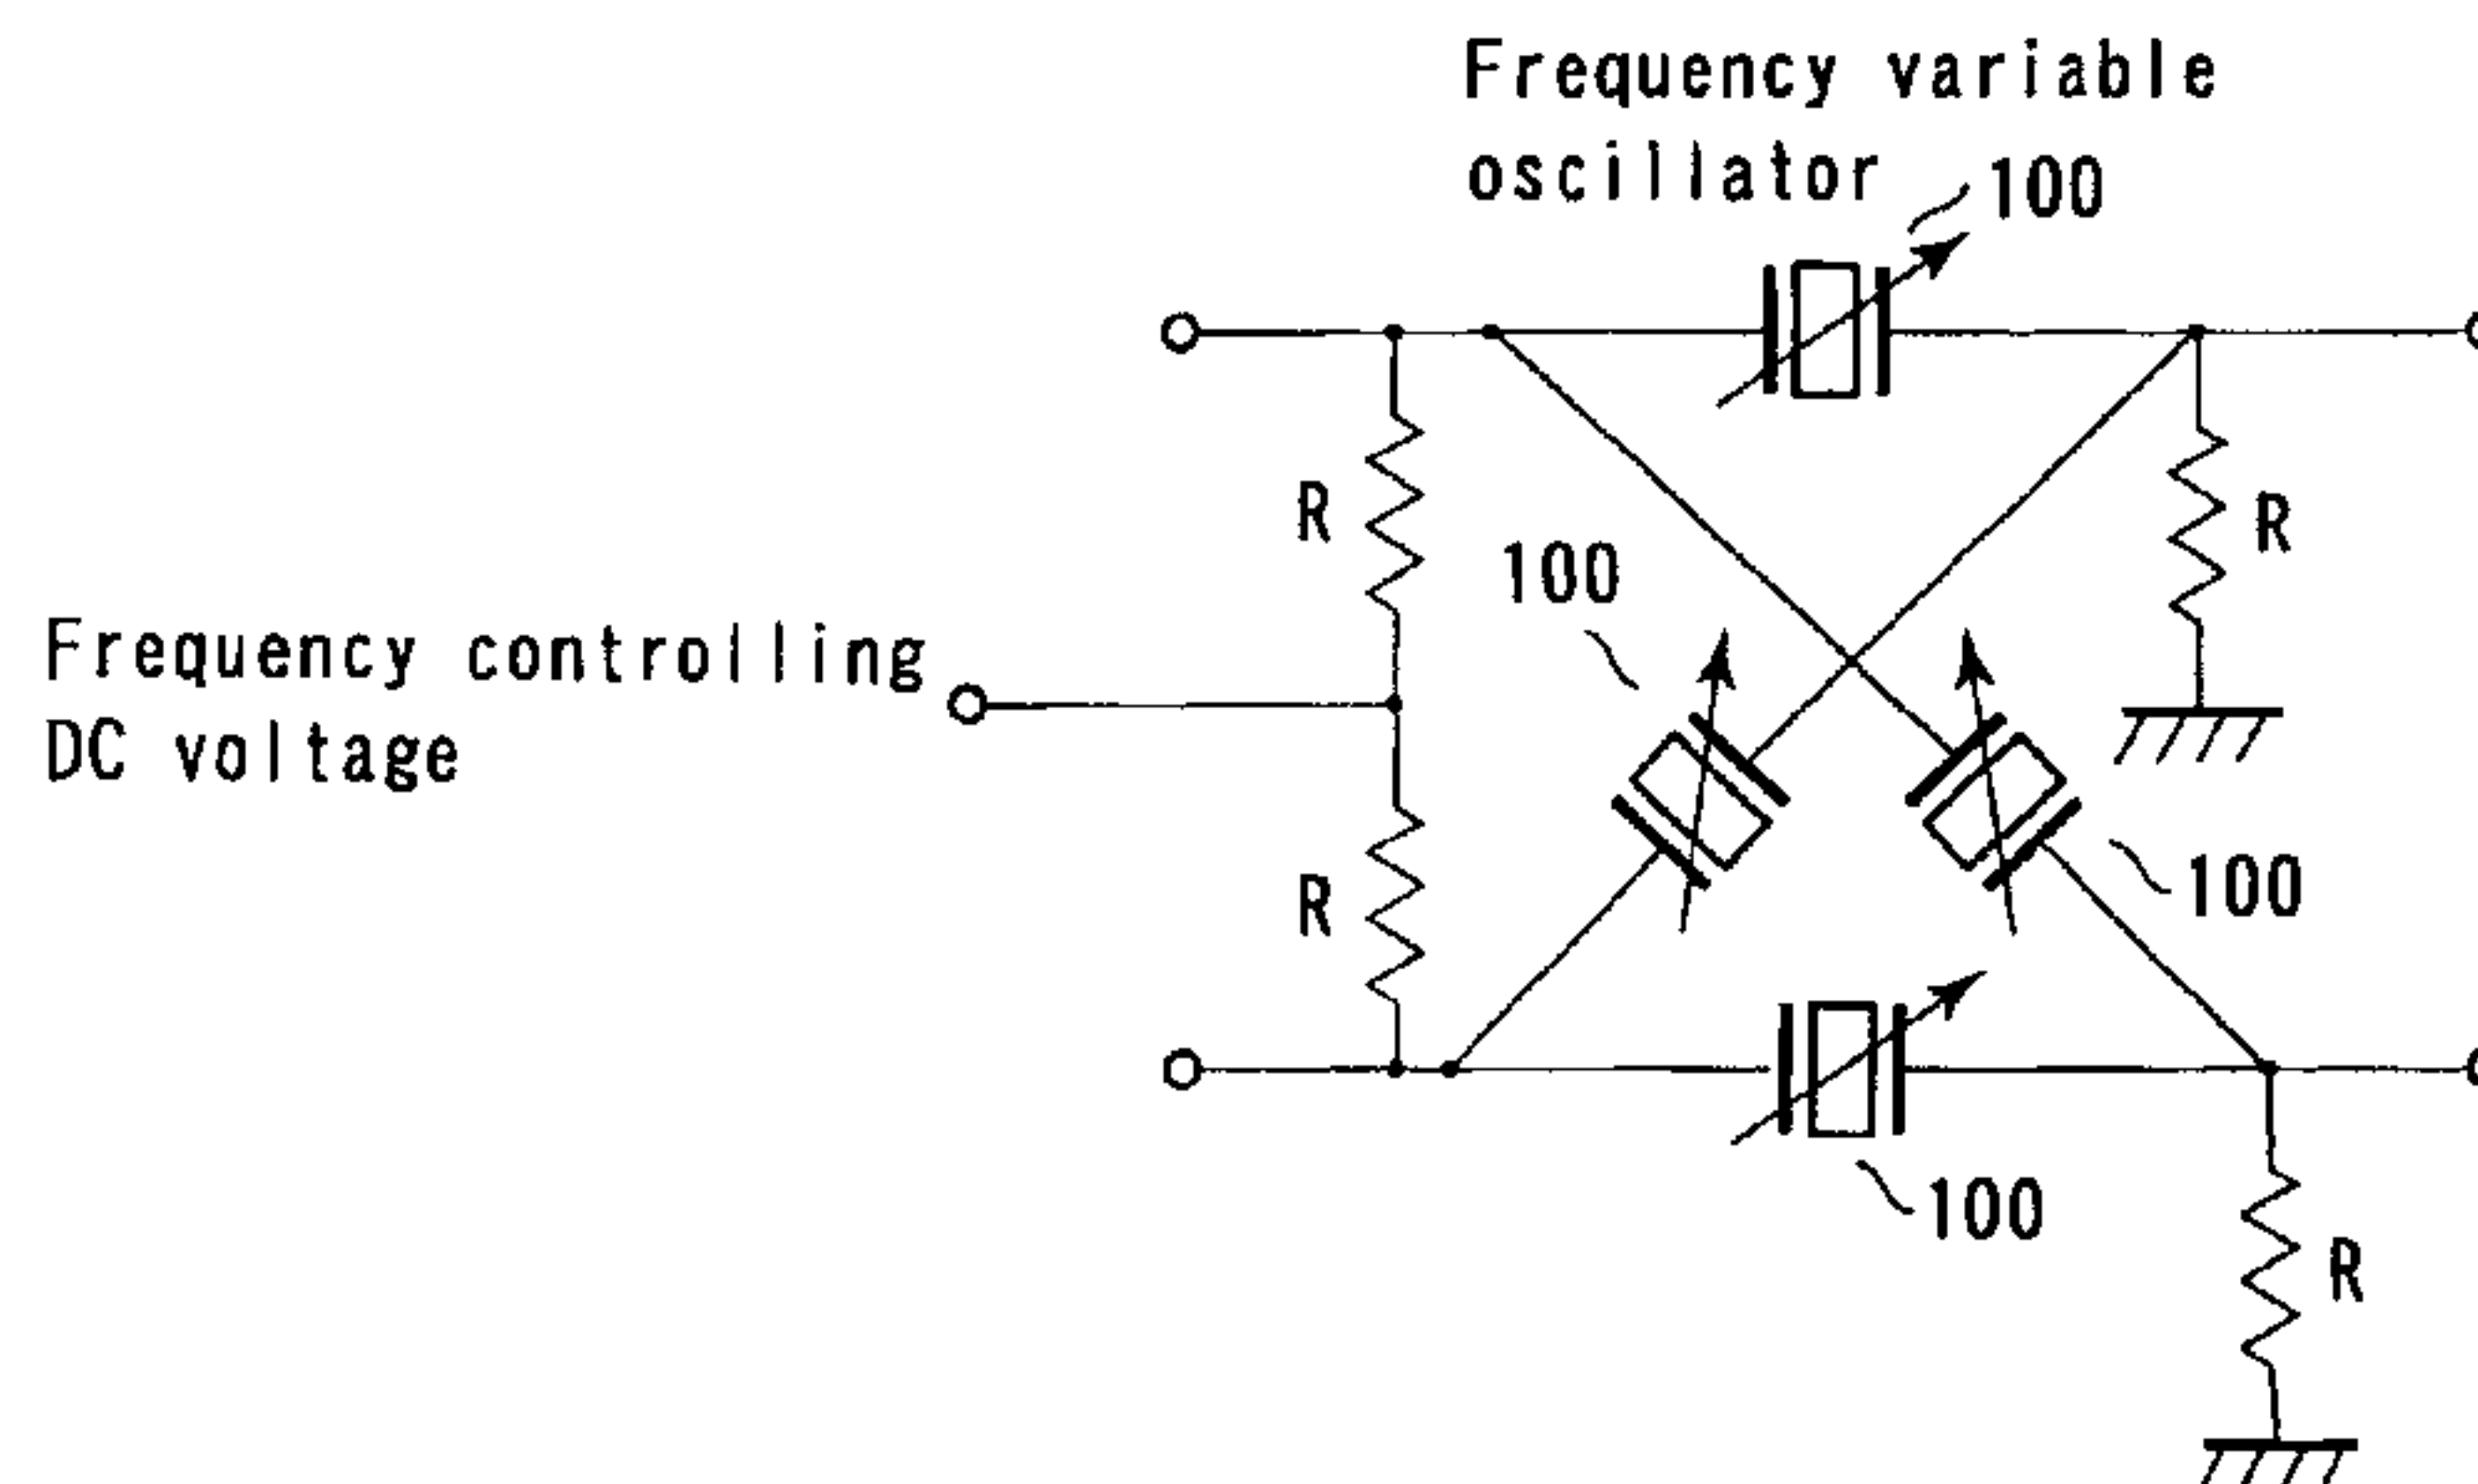 Frequency variable
oscillator 100
R
R
100
Frequency controlling
DC voltage
R
100
100
R